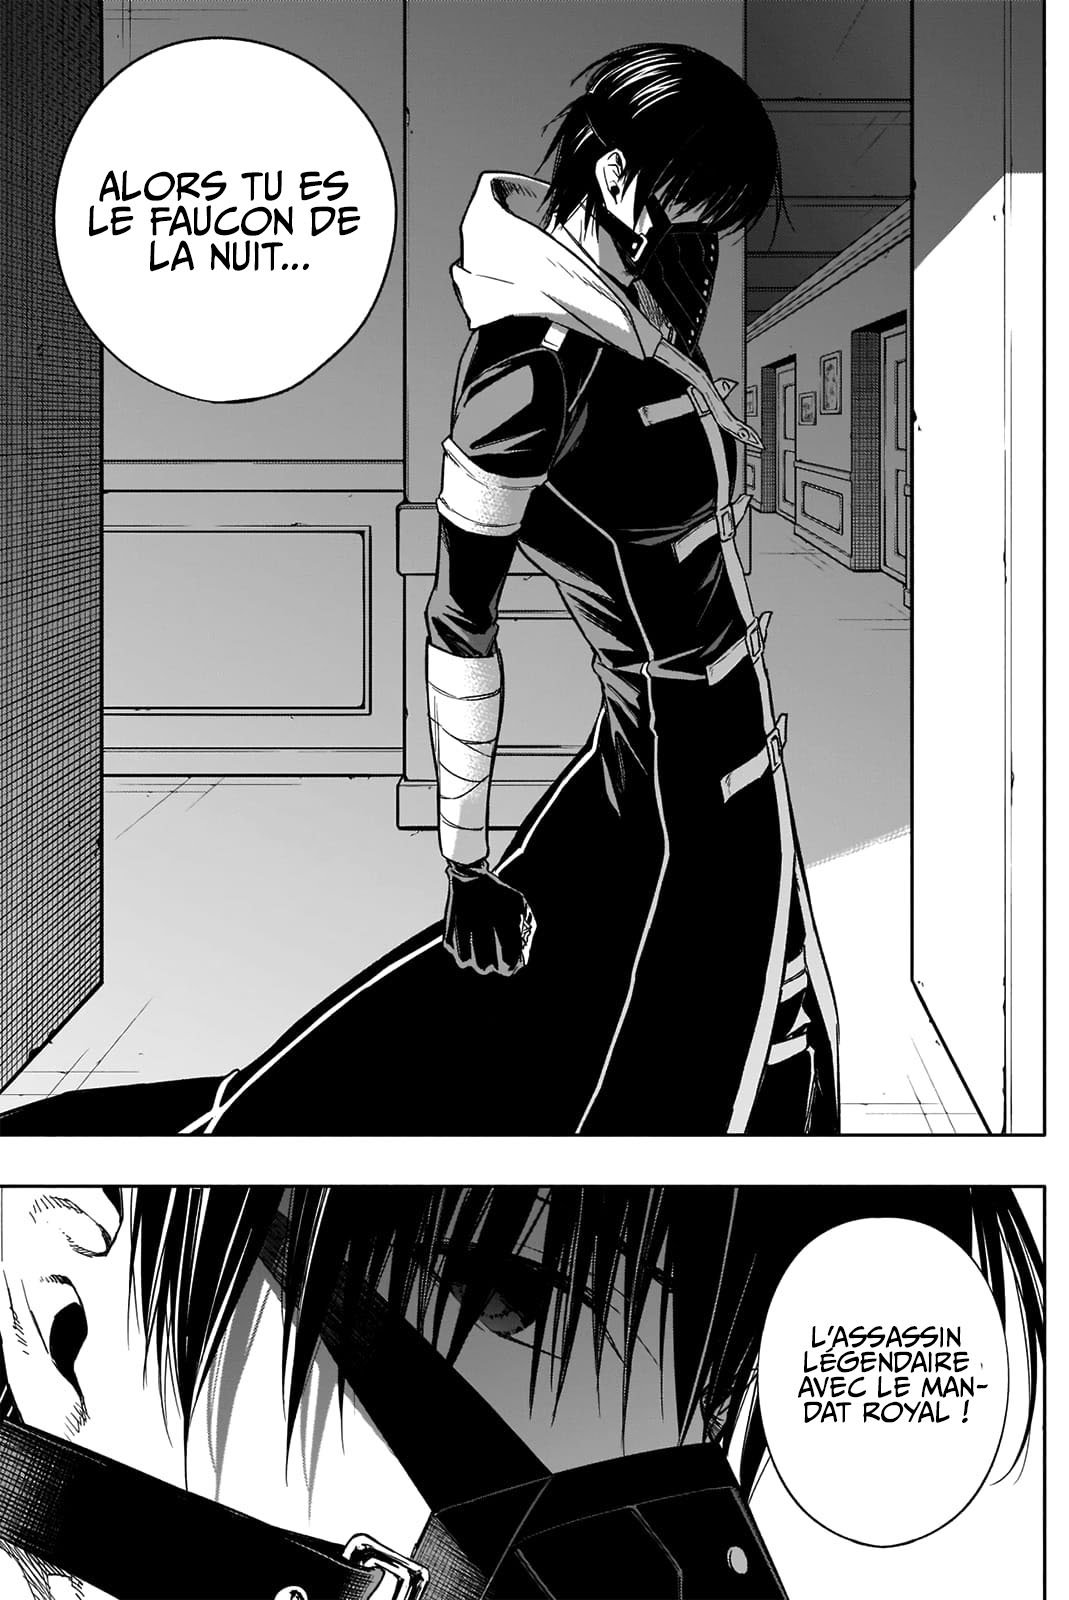 ALORS TU ES
LE FAUCON DE
LA NUIT...
L'ASSASSIN
LÉGENDAIRE
AVEC LE MAN-
DAT ROYAL !